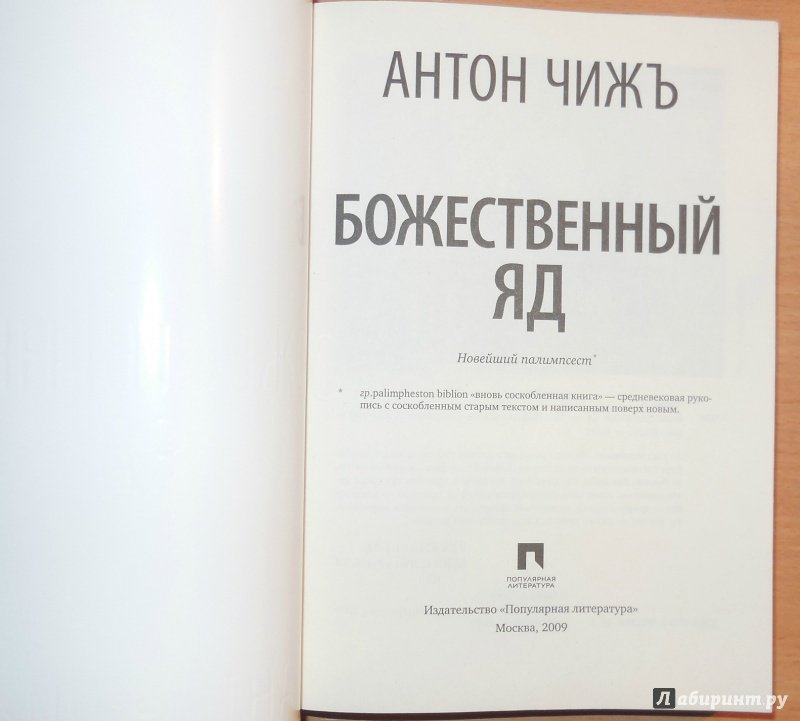 АНТОН ЧИЖЪ
БОЖЕСТВЕННЫЙ
ЯД
Новейший палимпсест*
* гр.palimpheston biblion «вновь соскобленная книга» — средневековая руко-
пись с соскобленным старым текстом и написанным поверх новым.
ПОПУЛЯРНАЯ
ЛИТЕРАТУРА
Издательство «Популярная литература»
Москва, 2009
Лабиринт.ру